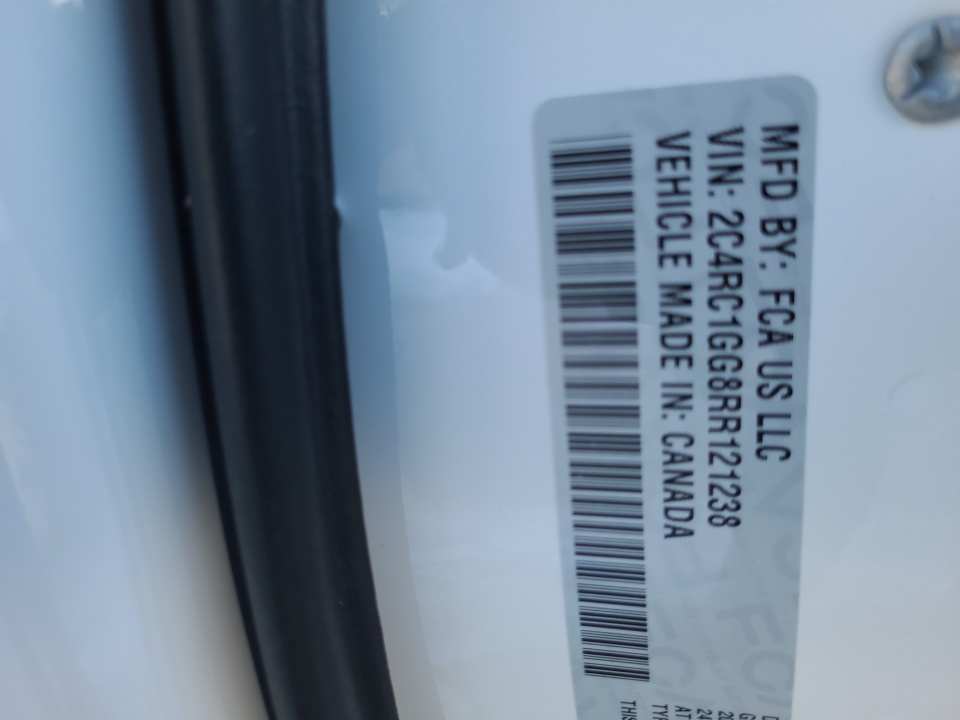 MFD BY: FCA US LLC
VIN: 2C4RC1GG8RR121238
VEHICLE MADE IN: CANADA